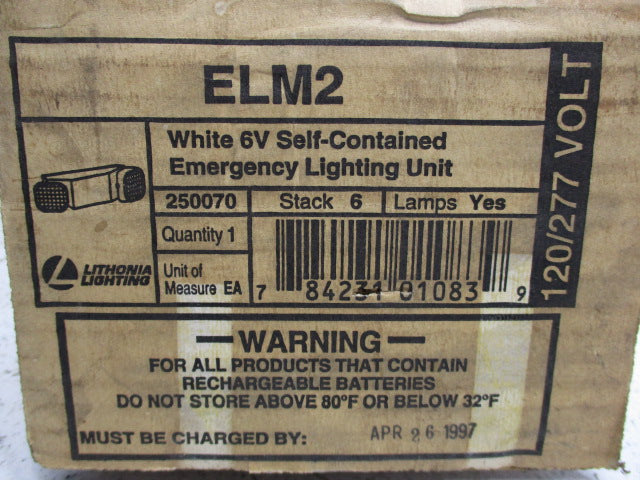 ELM2
White 6V Self-Contained
Emergency Lighting Unit
250070 Stack 6 Lamps Yes
Quantity 1
Unit of
Measure EA
LITHONIA
LIGHTING
7 84231 01083 9
120/277 VOLT
WARNING
FOR ALL PRODUCTS THAT CONTAIN
RECHARGEABLE BATTERIES
DO NOT STORE ABOVE 80°F OR BELOW 32°F
MUST BE CHARGED BY: APR 26 1997